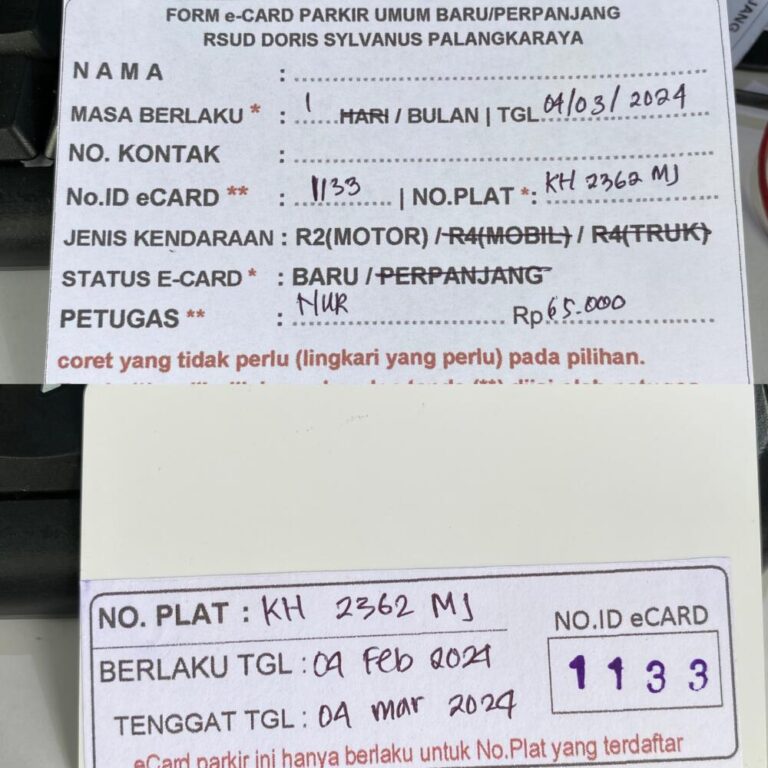 FORM e-CARD PARKIR UMUM BARU/PERPANJANG
RSUD DORIS SYLVANUS PALANGKARAYA
N A M A :
MASA BERLAKU * : 1 HARI / BULAN | TGL 04/03/2024
NO. KONTAK :
No.ID eCARD ** : 1133 | NO.PLAT *: KH 2362 MJ
JENIS KENDARAAN : R2(MOTOR) / R4(MOBIL) / R4(TRUK)
STATUS E-CARD * : BARU / PERPANJANG
PETUGAS ** : NUR Rp 65.000
coret yang tidak perlu (lingkari yang perlu) pada pilihan.
NO. PLAT : KH 2362 MJ
NO.ID eCARD
BERLAKU TGL : 04 Feb 2024
1133
TENGGAT TGL : 04 mar 2024
eCard parkir ini hanya berlaku untuk No.Plat yang terdaftar